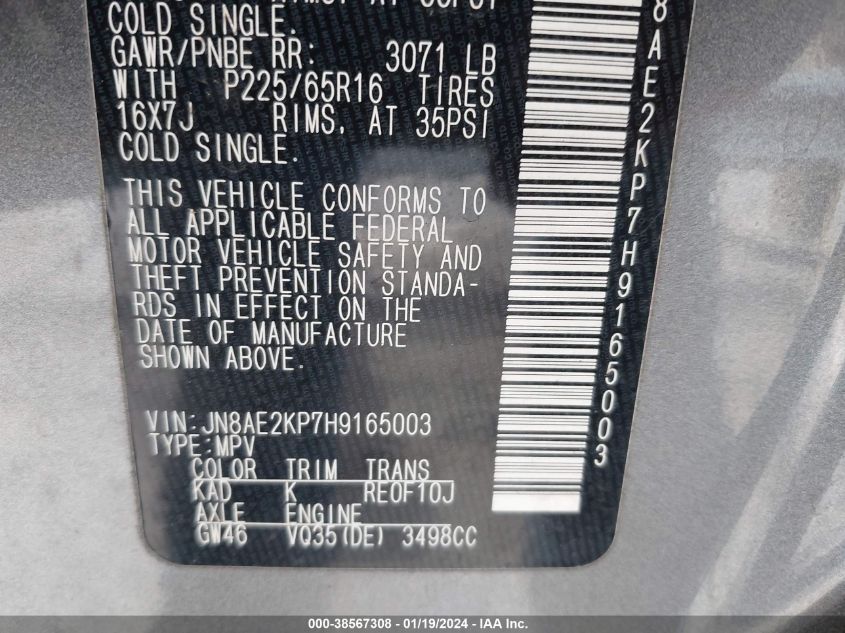 COLD SINGLE.
GAWR/PNBE RR: 3071 LB
WITH P225/65R16 TIRES
16X7J RIMS, AT 35PSI
COLD SINGLE.
THIS VEHICLE CONFORMS TO
ALL APPLICABLE FEDERAL
MOTOR VEHICLE SAFETY AND
THEFT PREVENTION STANDA-
RDS IN EFFECT ON THE
DATE OF MANUFACTURE
SHOWN ABOVE.
VIN:JN8AE2KP7H9165003
TYPE:MPV
COLOR TRIM TRANS
KAD K RE0F10J
AXLE ENGINE
GW46 VQ35(DE) 3498CC
8AE2KP7H9165003
000-38567308 - 01/19/2024 - IAA Inc.